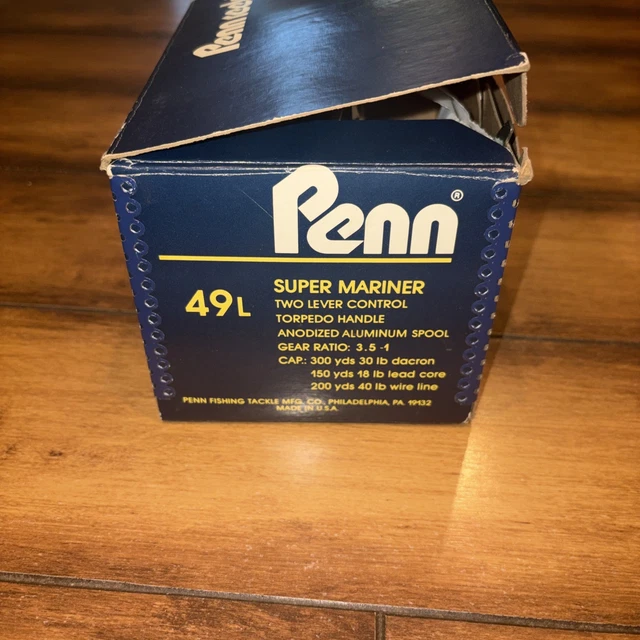 Penn
Penn ®
49L
SUPER MARINER
TWO LEVER CONTROL
TORPEDO HANDLE
ANODIZED ALUMINUM SPOOL
GEAR RATIO: 3.5 -1
CAP.: 300 yds 30 lb dacron
150 yds 18 lb lead core
200 yds 40 lb wire line
PENN FISHING TACKLE MFG. CO., PHILADELPHIA, PA. 19132
MADE IN U.S.A.